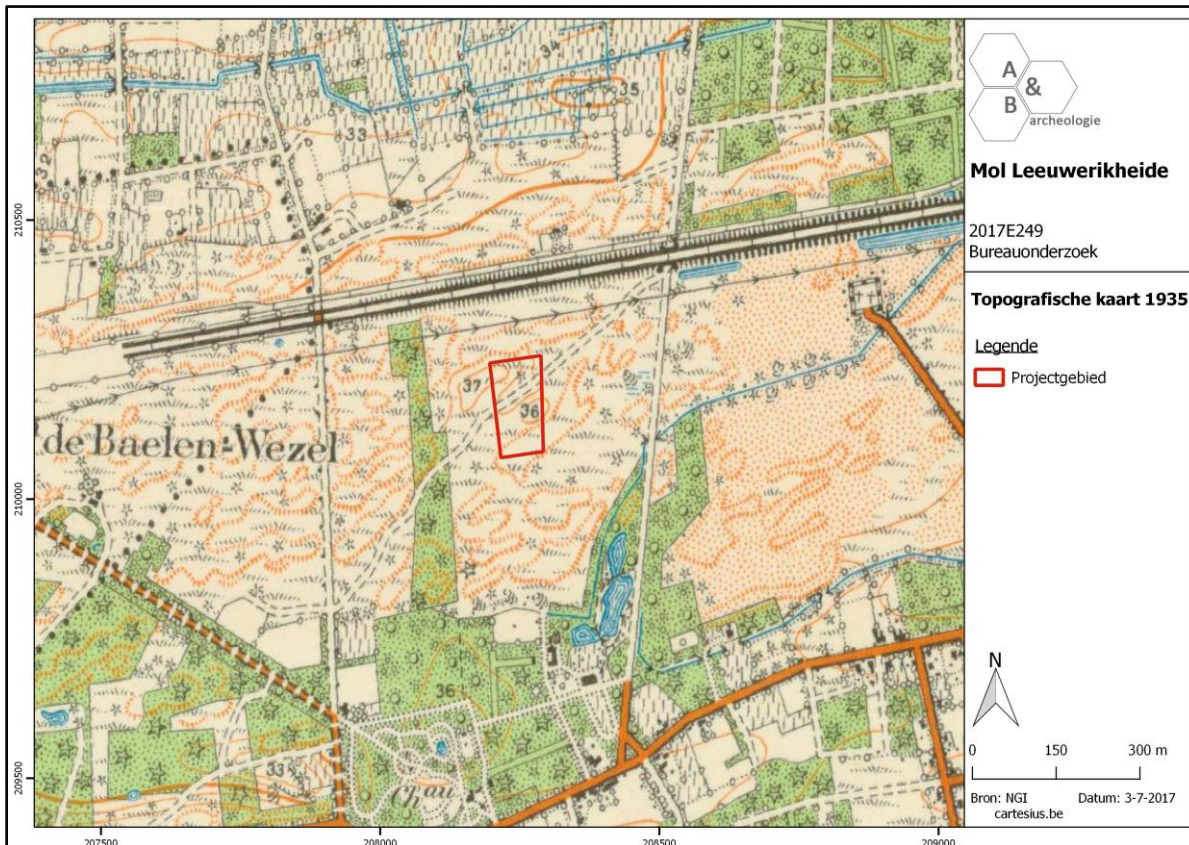 34
35
33
32
37
36
de Baelen-Wezel
36
33
Chau
210500
210000
209500
207500
208000
208500
209000
A
&
B
archeologie
Mol Leeuwerikheide
2017E249
Bureauonderzoek
Topografische kaart 1935
Legende
Projectgebied
N
0 150 300 m
Bron: NGI Datum: 3-7-2017
cartesius.be